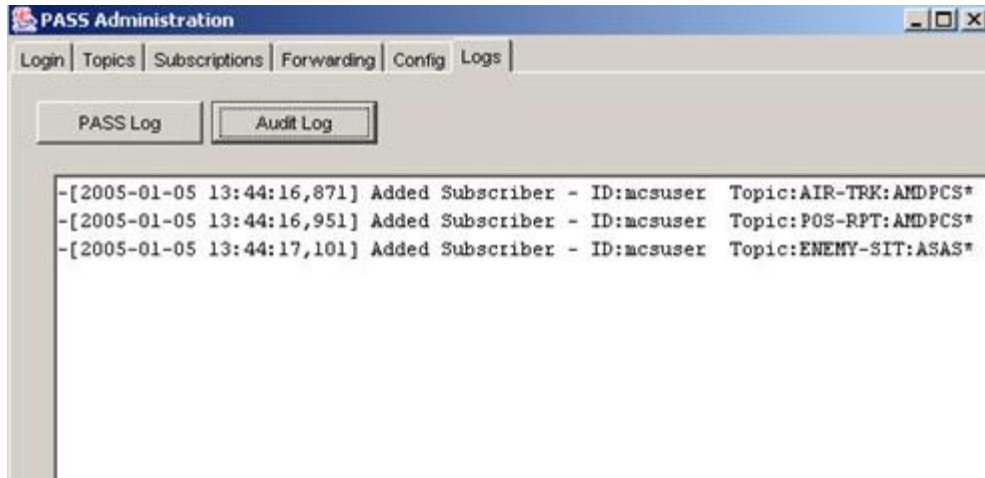 PASS Administration
Login Topics Subscriptions Forwarding Config Logs
PASS Log Audit Log
-[2005-01-05 13:44:16,871] Added Subscriber - ID:mcsuser Topic:AIR-TRK:AMDPCS*
-[2005-01-05 13:44:16,951] Added Subscriber - ID:mcsuser Topic:POS-RPT:AMDPCS*
-[2005-01-05 13:44:17,101] Added Subscriber - ID:mcsuser Topic:ENEMY-SIT:ASAS*